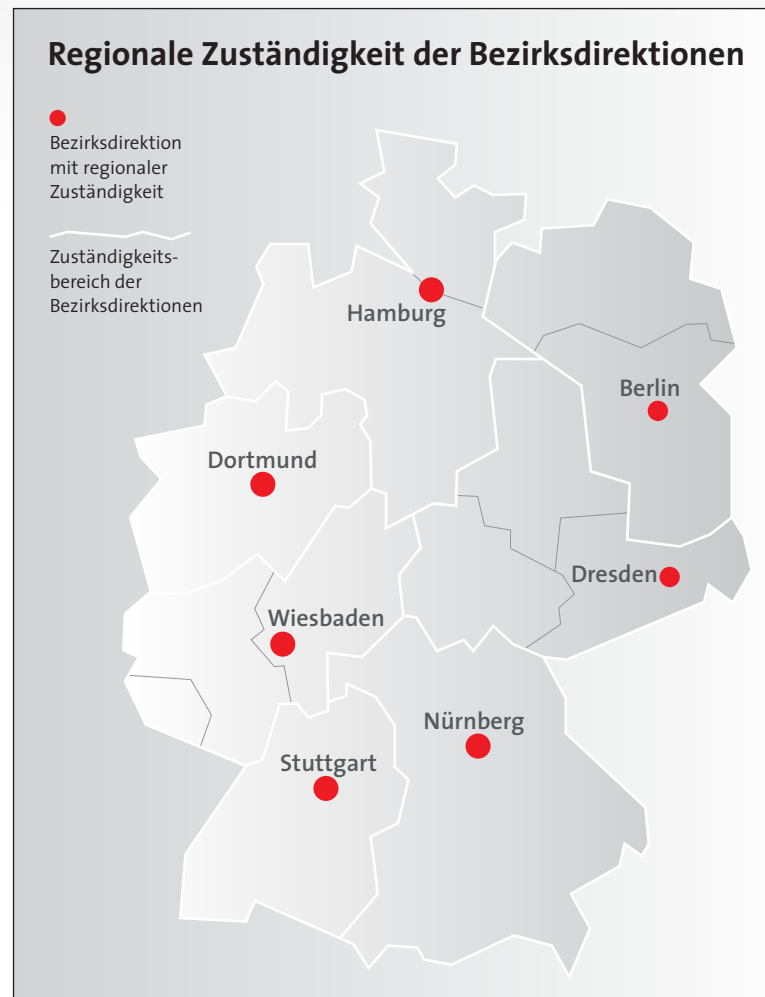 Regionale Zuständigkeit der Bezirksdirektionen
Bezirksdirektion
mit regionaler
Zuständigkeit
Zuständigkeits-
bereich der
Bezirksdirektionen
Hamburg
Berlin
Dortmund
Dresden
Wiesbaden
Nürnberg
Stuttgart